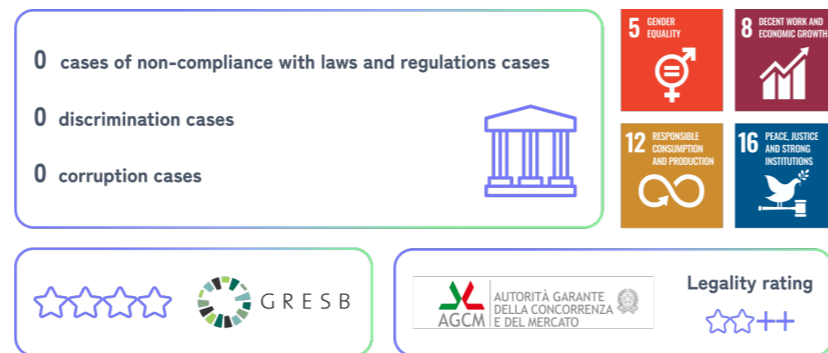 0 cases of non-compliance with laws and regulations cases
0 discrimination cases
0 corruption cases
5 GENDER
EQUALITY
8 DECENT WORK AND
ECONOMIC GROWTH
12 RESPONSIBLE
CONSUMPTION
AND PRODUCTION
16 PEACE, JUSTICE
AND STRONG
INSTITUTIONS
GRESB
AGCM
AUTORITÀ GARANTE
DELLA CONCORRENZA
E DEL MERCATO
Legality rating
++